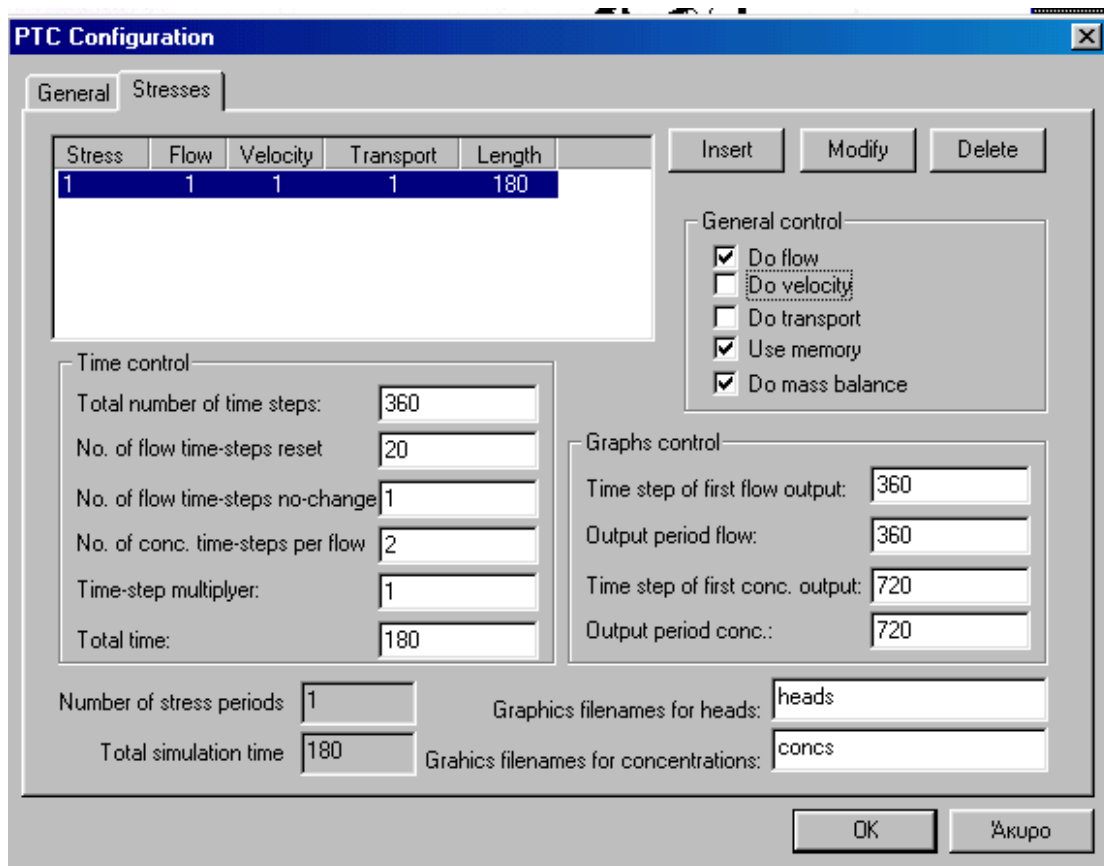 PTC Configuration
General Stresses
Stress Flow Velocity Transport Length
1 1 1 1 180
Insert Modify Delete
General control
Do flow
Do velocity
Do transport
Use memory
Do mass balance
Time control
Total number of time steps: 360
No. of flow time-steps reset 20
No. of flow time-steps no-change 1
No. of conc. time-steps per flow 2
Time-step multiplyer: 1
Total time: 180
Graphs control
Time step of first flow output: 360
Output period flow: 360
Time step of first conc. output: 720
Output period conc.: 720
Number of stress periods 1
Total simulation time 180
Graphics filenames for heads: heads
Grahics filenames for concentrations: concs
OK Άκυρο